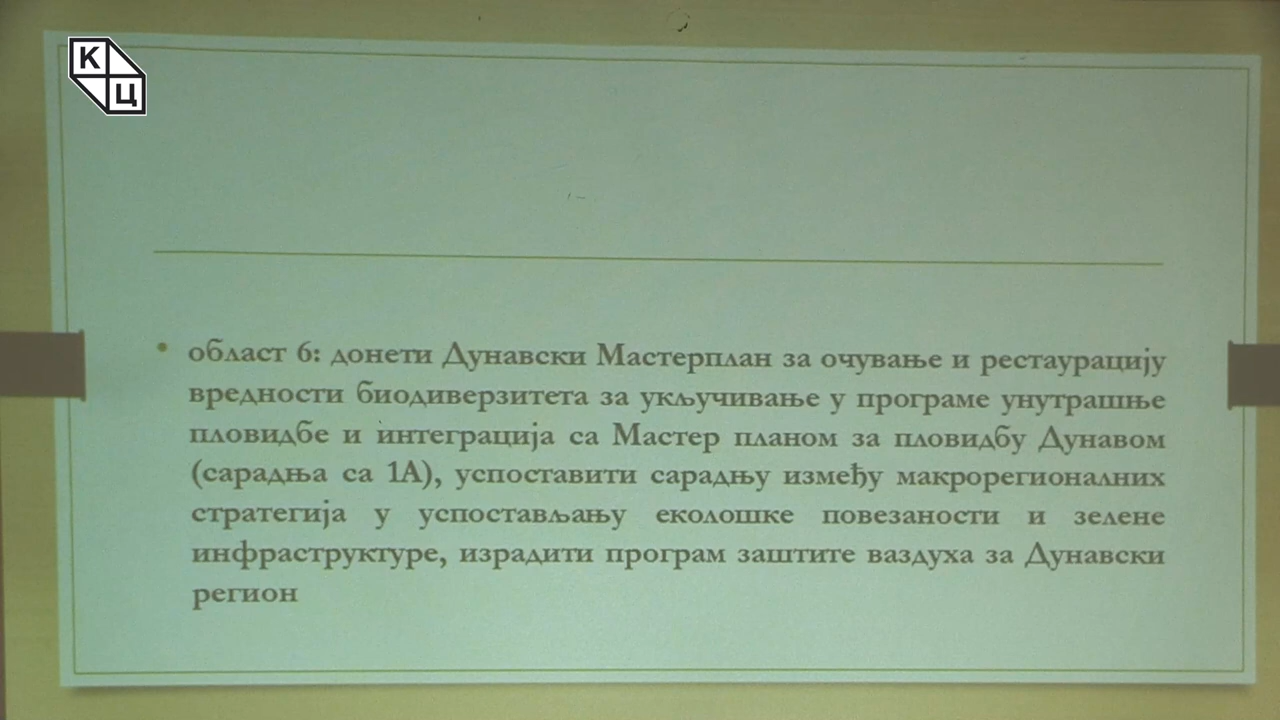 К
Ц
• област 6: донети Дунавски Мастерплан за очување и рестаурацију
вредности биодиверзитета за укључивање у програме унутрашње
пловидбе и интеграција са Мастер планом за пловидбу Дунавом
(сарадња са 1А), успоставити сарадњу између макрорегионалних
стратегија у успостављању еколошке повезаности и зелене
инфраструктуре, израдити програм заштите ваздуха за Дунавски
регион